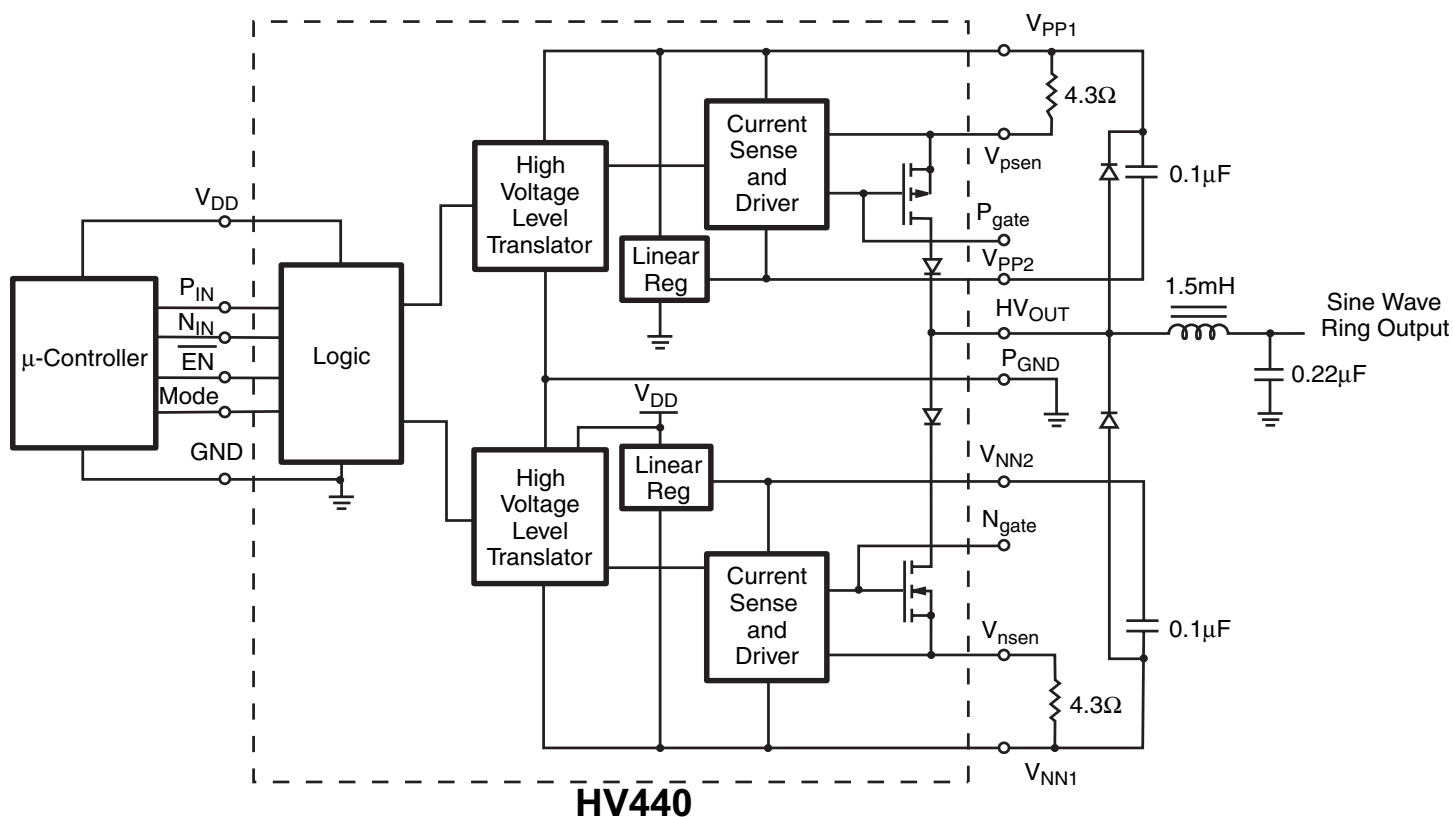 V_PP1
4.3Ω
V_psen
0.1μF
P_gate
V_PP2
1.5mH
HV_OUT
Sine Wave
Ring Output
P_GND
0.22μF
V_NN2
N_gate
V_nsen
0.1μF
4.3Ω
V_NN1
Current
Sense
and
Driver
High
Voltage
Level
Translator
Linear
Reg
V_DD
P_IN
N_IN
E̅N̅
Mode
GND
μ-Controller
Logic
V_DD
High
Voltage
Level
Translator
Linear
Reg
Current
Sense
and
Driver
HV440